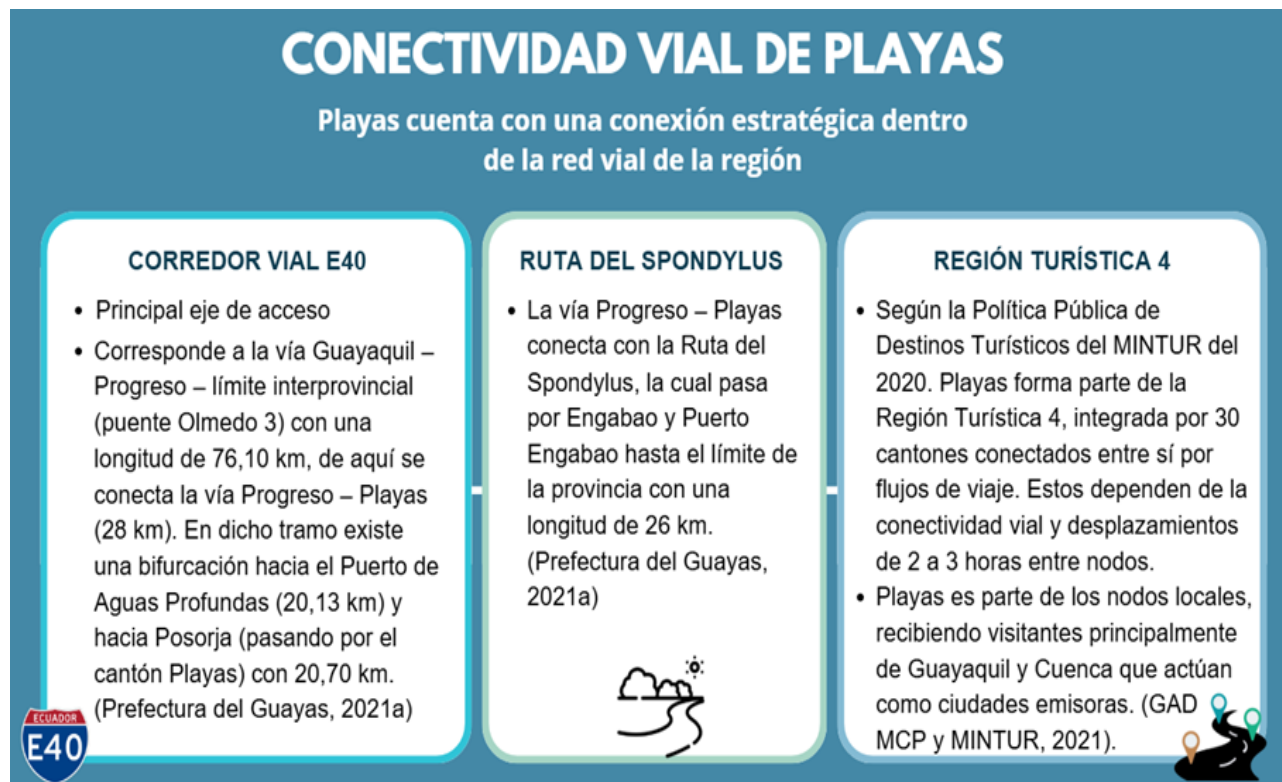 CONECTIVIDAD VIAL DE PLAYAS
Playas cuenta con una conexión estratégica dentro
de la red vial de la región
CORREDOR VIAL E40
• Principal eje de acceso
• Corresponde a la vía Guayaquil –
Progreso – límite interprovincial
(puente Olmedo 3) con una
longitud de 76,10 km, de aquí se
conecta la vía Progreso – Playas
(28 km). En dicho tramo existe
una bifurcación hacia el Puerto de
Aguas Profundas (20,13 km) y
hacia Posorja (pasando por el
cantón Playas) con 20,70 km.
(Prefectura del Guayas, 2021a)
ECUADOR
E40
RUTA DEL SPONDYLUS
• La vía Progreso – Playas
conecta con la Ruta del
Spondylus, la cual pasa
por Engabao y Puerto
Engabao hasta el límite de
la provincia con una
longitud de 26 km.
(Prefectura del Guayas,
2021a)
REGIÓN TURÍSTICA 4
• Según la Política Pública de
Destinos Turísticos del MINTUR del
2020. Playas forma parte de la
Región Turística 4, integrada por 30
cantones conectados entre sí por
flujos de viaje. Estos dependen de la
conectividad vial y desplazamientos
de 2 a 3 horas entre nodos.
• Playas es parte de los nodos locales,
recibiendo visitantes principalmente
de Guayaquil y Cuenca que actúan
como ciudades emisoras. (GAD
MCP y MINTUR, 2021).